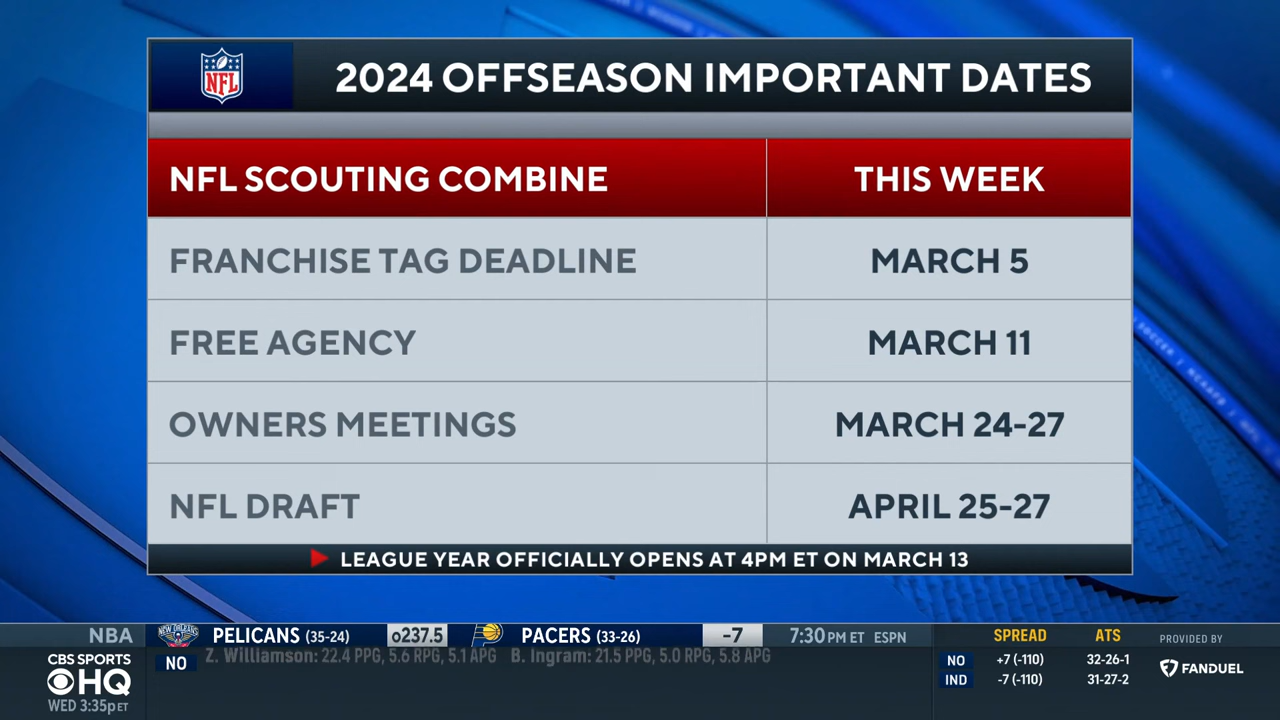 NFL
2024 OFFSEASON IMPORTANT DATES
NFL SCOUTING COMBINE THIS WEEK
FRANCHISE TAG DEADLINE MARCH 5
FREE AGENCY MARCH 11
OWNERS MEETINGS MARCH 24-27
NFL DRAFT APRIL 25-27
LEAGUE YEAR OFFICIALLY OPENS AT 4PM ET ON MARCH 13
NBA NEW ORLEANS PELICANS (35-24) o237.5 PACERS (33-26) -7 7:30PM ET ESPN SPREAD ATS PROVIDED BY
CBS SPORTS HQ
WED 3:35pET
NO Z. Williamson: 22.4 PPG, 5.6 RPG, 5.1 APG B. Ingram: 21.5 PPG, 5.0 RPG, 5.8 APG
NO +7 (-110) 32-26-1
IND -7 (-110) 31-27-2
FANDUEL